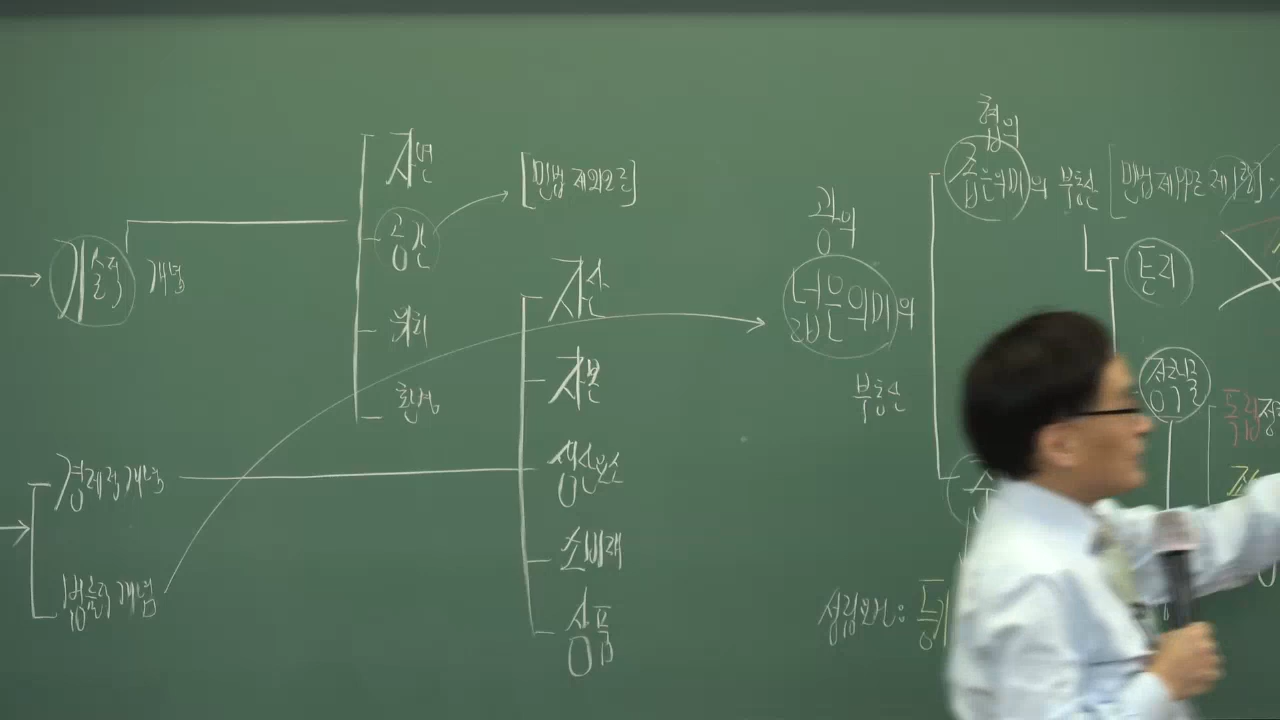 기술적 개념
자연
공간
위치
환경
[민법 제212조]
경제적 개념
법률적 개념
자산
자본
생산요소
소비재
상품
광의
넓은의미의
부동산
협의
좁은의미의 부동산
[민법 제99조 제1항]
토지
정착물
독립정
성립요건: 등기